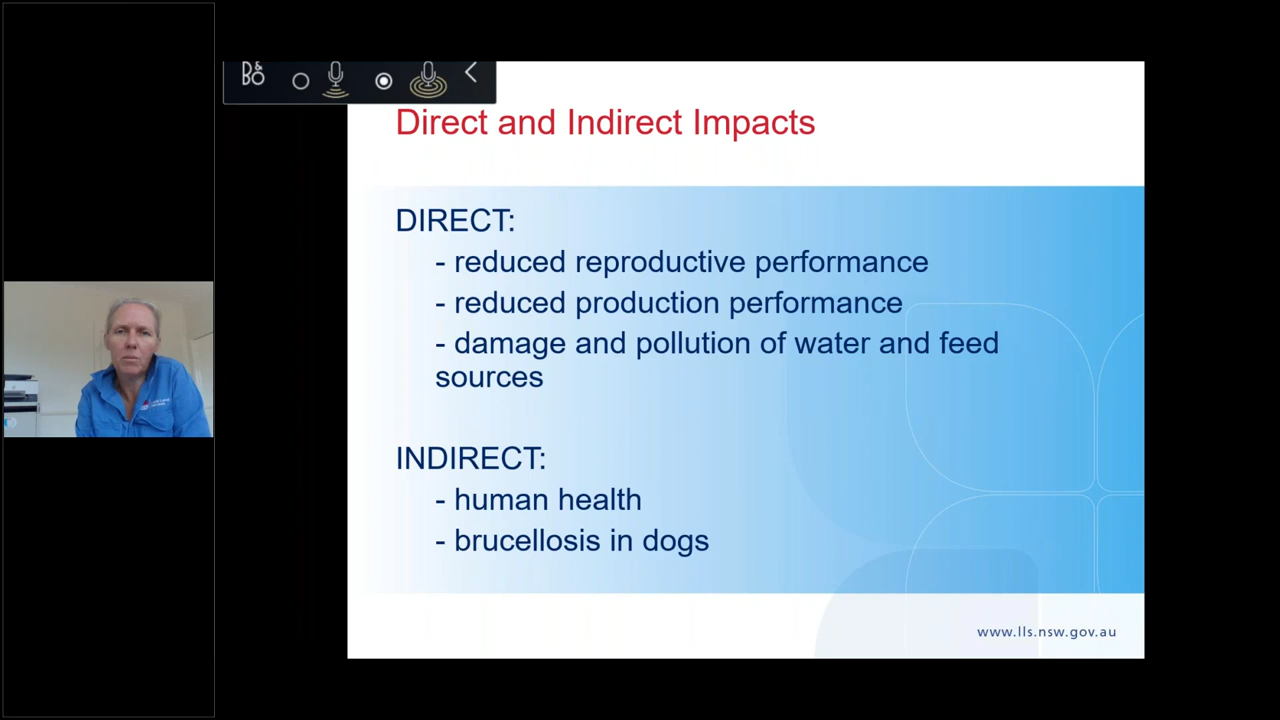 B&O
Direct and Indirect Impacts
DIRECT:
- reduced reproductive performance
- reduced production performance
- damage and pollution of water and feed
sources
INDIRECT:
- human health
- brucellosis in dogs
www.lls.nsw.gov.au